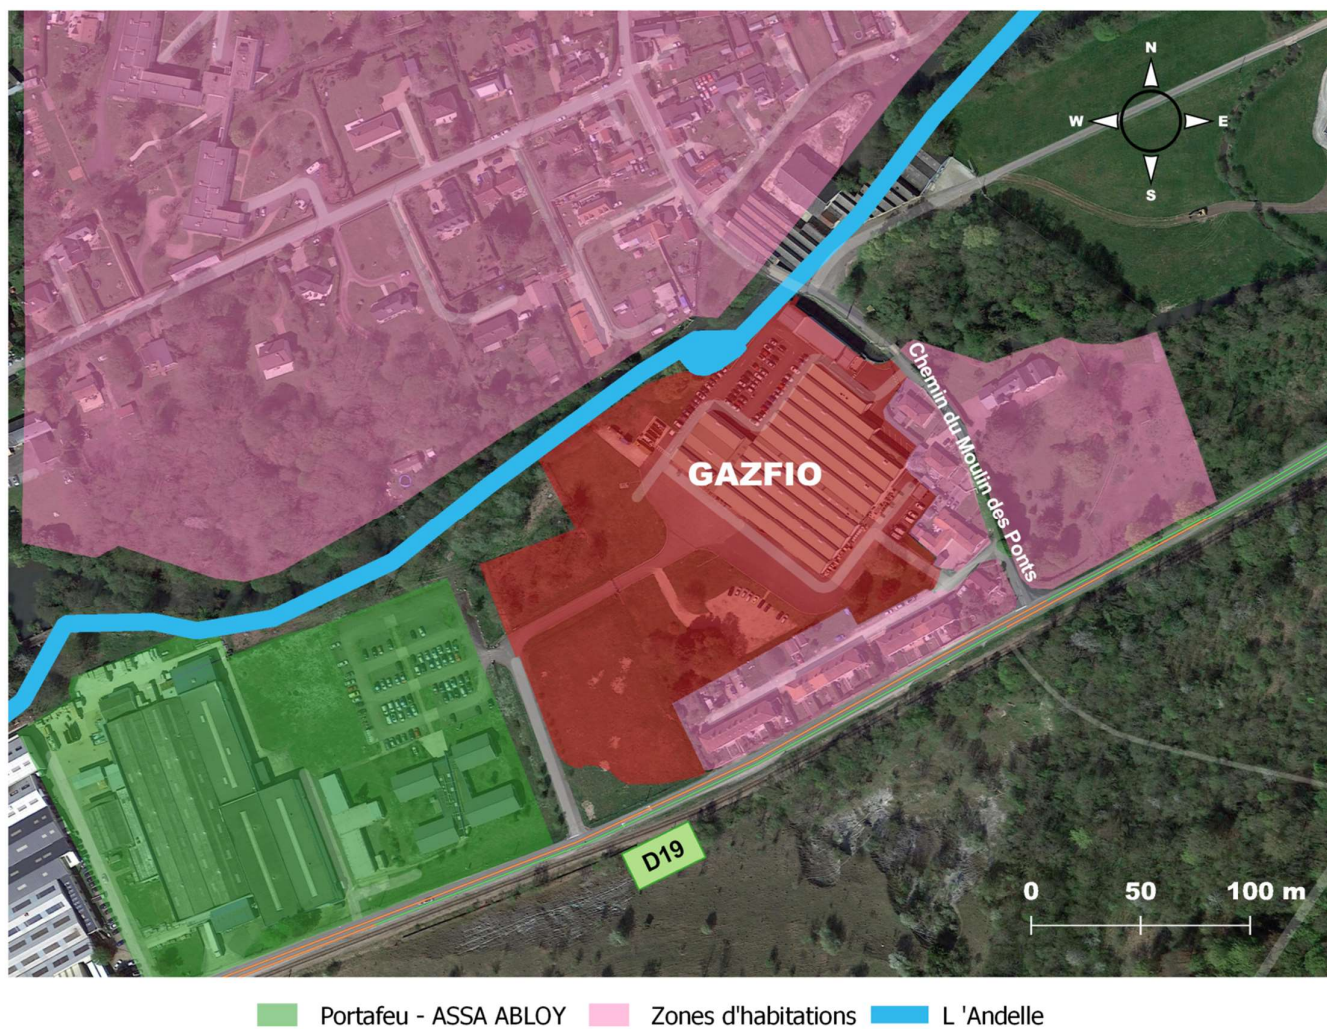 N
W E
S
Chemin du Moulin des Ponts
GAZFIO
D19
0 50 100 m
Portafeu - ASSA ABLOY Zones d'habitations L 'Andelle